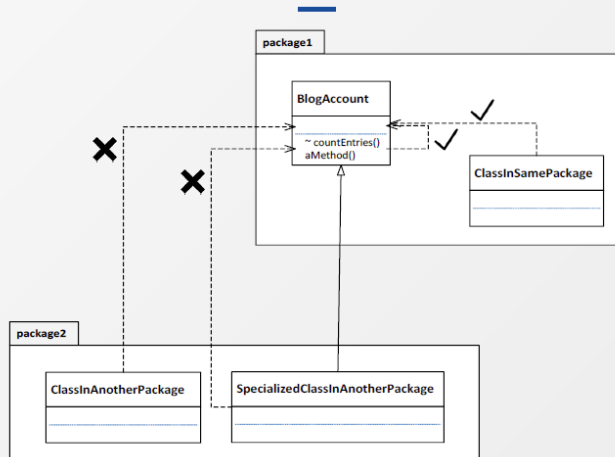 package1
BlogAccount
~ countEntries()
aMethod()
ClassInSamePackage
package2
ClassInAnotherPackage
SpecializedClassInAnotherPackage